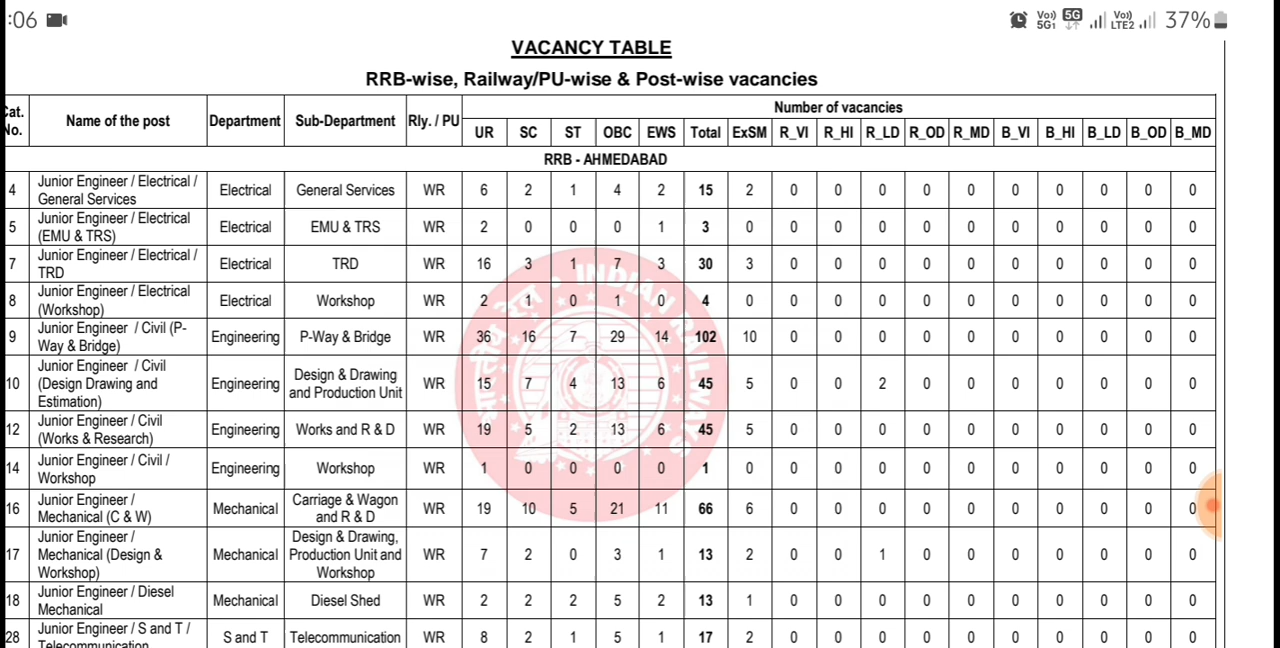 :06
Vo) 5G1 5G Vo) LTE2 37%
VACANCY TABLE
RRB-wise, Railway/PU-wise & Post-wise vacancies
Cat. No. Name of the post Department Sub-Department Rly. / PU Number of vacancies
UR SC ST OBC EWS Total ExSM R_VI R_HI R_LD R_OD R_MD B_VI B_HI B_LD B_OD B_MD
RRB - AHMEDABAD
4 Junior Engineer / Electrical / General Services Electrical General Services WR 6 2 1 4 2 15 2 0 0 0 0 0 0 0 0 0 0
5 Junior Engineer / Electrical (EMU & TRS) Electrical EMU & TRS WR 2 0 0 0 1 3 0 0 0 0 0 0 0 0 0 0 0
7 Junior Engineer / Electrical / TRD Electrical TRD WR 16 3 1 7 3 30 3 0 0 0 0 0 0 0 0 0 0
8 Junior Engineer / Electrical (Workshop) Electrical Workshop WR 2 1 0 1 0 4 0 0 0 0 0 0 0 0 0 0 0
9 Junior Engineer / Civil (P-Way & Bridge) Engineering P-Way & Bridge WR 36 16 7 29 14 102 10 0 0 0 0 0 0 0 0 0 0
10 Junior Engineer / Civil (Design Drawing and Estimation) Engineering Design & Drawing and Production Unit WR 15 7 4 13 6 45 5 0 0 2 0 0 0 0 0 0 0
12 Junior Engineer / Civil (Works & Research) Engineering Works and R & D WR 19 5 2 13 6 45 5 0 0 0 0 0 0 0 0 0 0
14 Junior Engineer / Civil / Workshop Engineering Workshop WR 1 0 0 0 0 1 0 0 0 0 0 0 0 0 0 0 0
16 Junior Engineer / Mechanical (C & W) Mechanical Carriage & Wagon and R & D WR 19 10 5 21 11 66 6 0 0 0 0 0 0 0 0 0 0
17 Junior Engineer / Mechanical (Design & Workshop) Mechanical Design & Drawing, Production Unit and Workshop WR 7 2 0 3 1 13 2 0 0 1 0 0 0 0 0 0 0
18 Junior Engineer / Diesel Mechanical Mechanical Diesel Shed WR 2 2 2 5 2 13 1 0 0 0 0 0 0 0 0 0 0
28 Junior Engineer / S and T / Telecommunication S and T Telecommunication WR 8 2 1 5 1 17 2 0 0 0 0 0 0 0 0 0 0
भारतीय रेल • INDIAN RAILWAYS